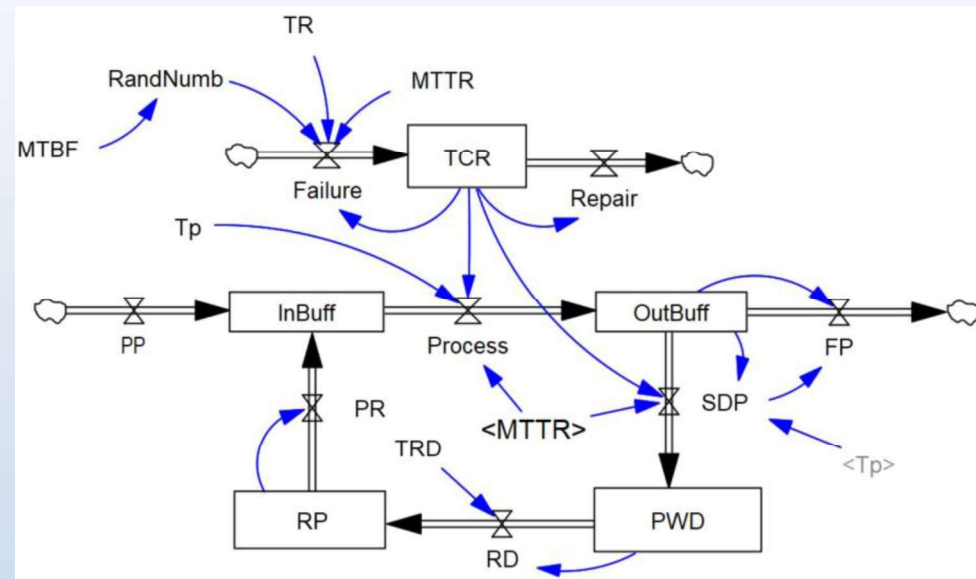 TR
RandNumb
MTTR
MTBF
TCR
Failure
Repair
Tp
InBuff
OutBuff
PP
Process
FP
PR
<MTTR>
SDP
TRD
<Tp>
RP
PWD
RD